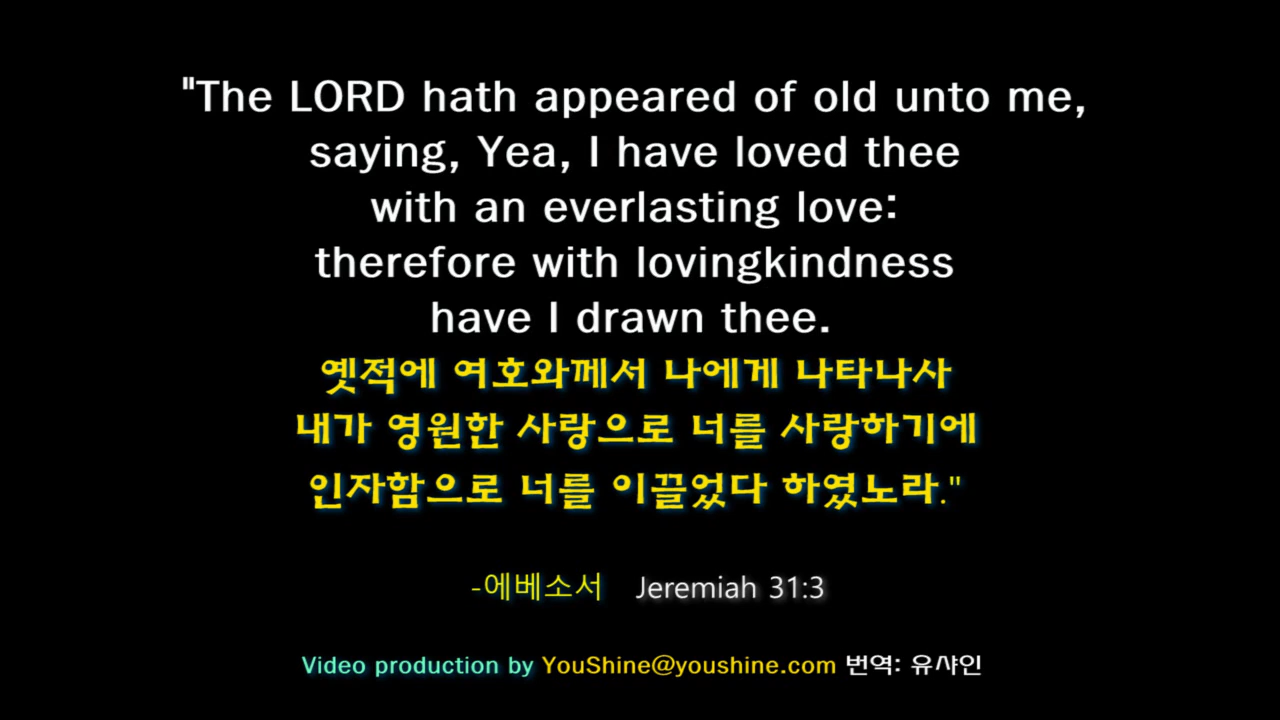 "The LORD hath appeared of old unto me,
saying, Yea, I have loved thee
with an everlasting love:
therefore with lovingkindness
have I drawn thee.
옛적에 여호와께서 나에게 나타나사
내가 영원한 사랑으로 너를 사랑하기에
인자함으로 너를 이끌었다 하였노라."
-에베소서 Jeremiah 31:3
Video production by YouShine@youshine.com 번역: 유샤인